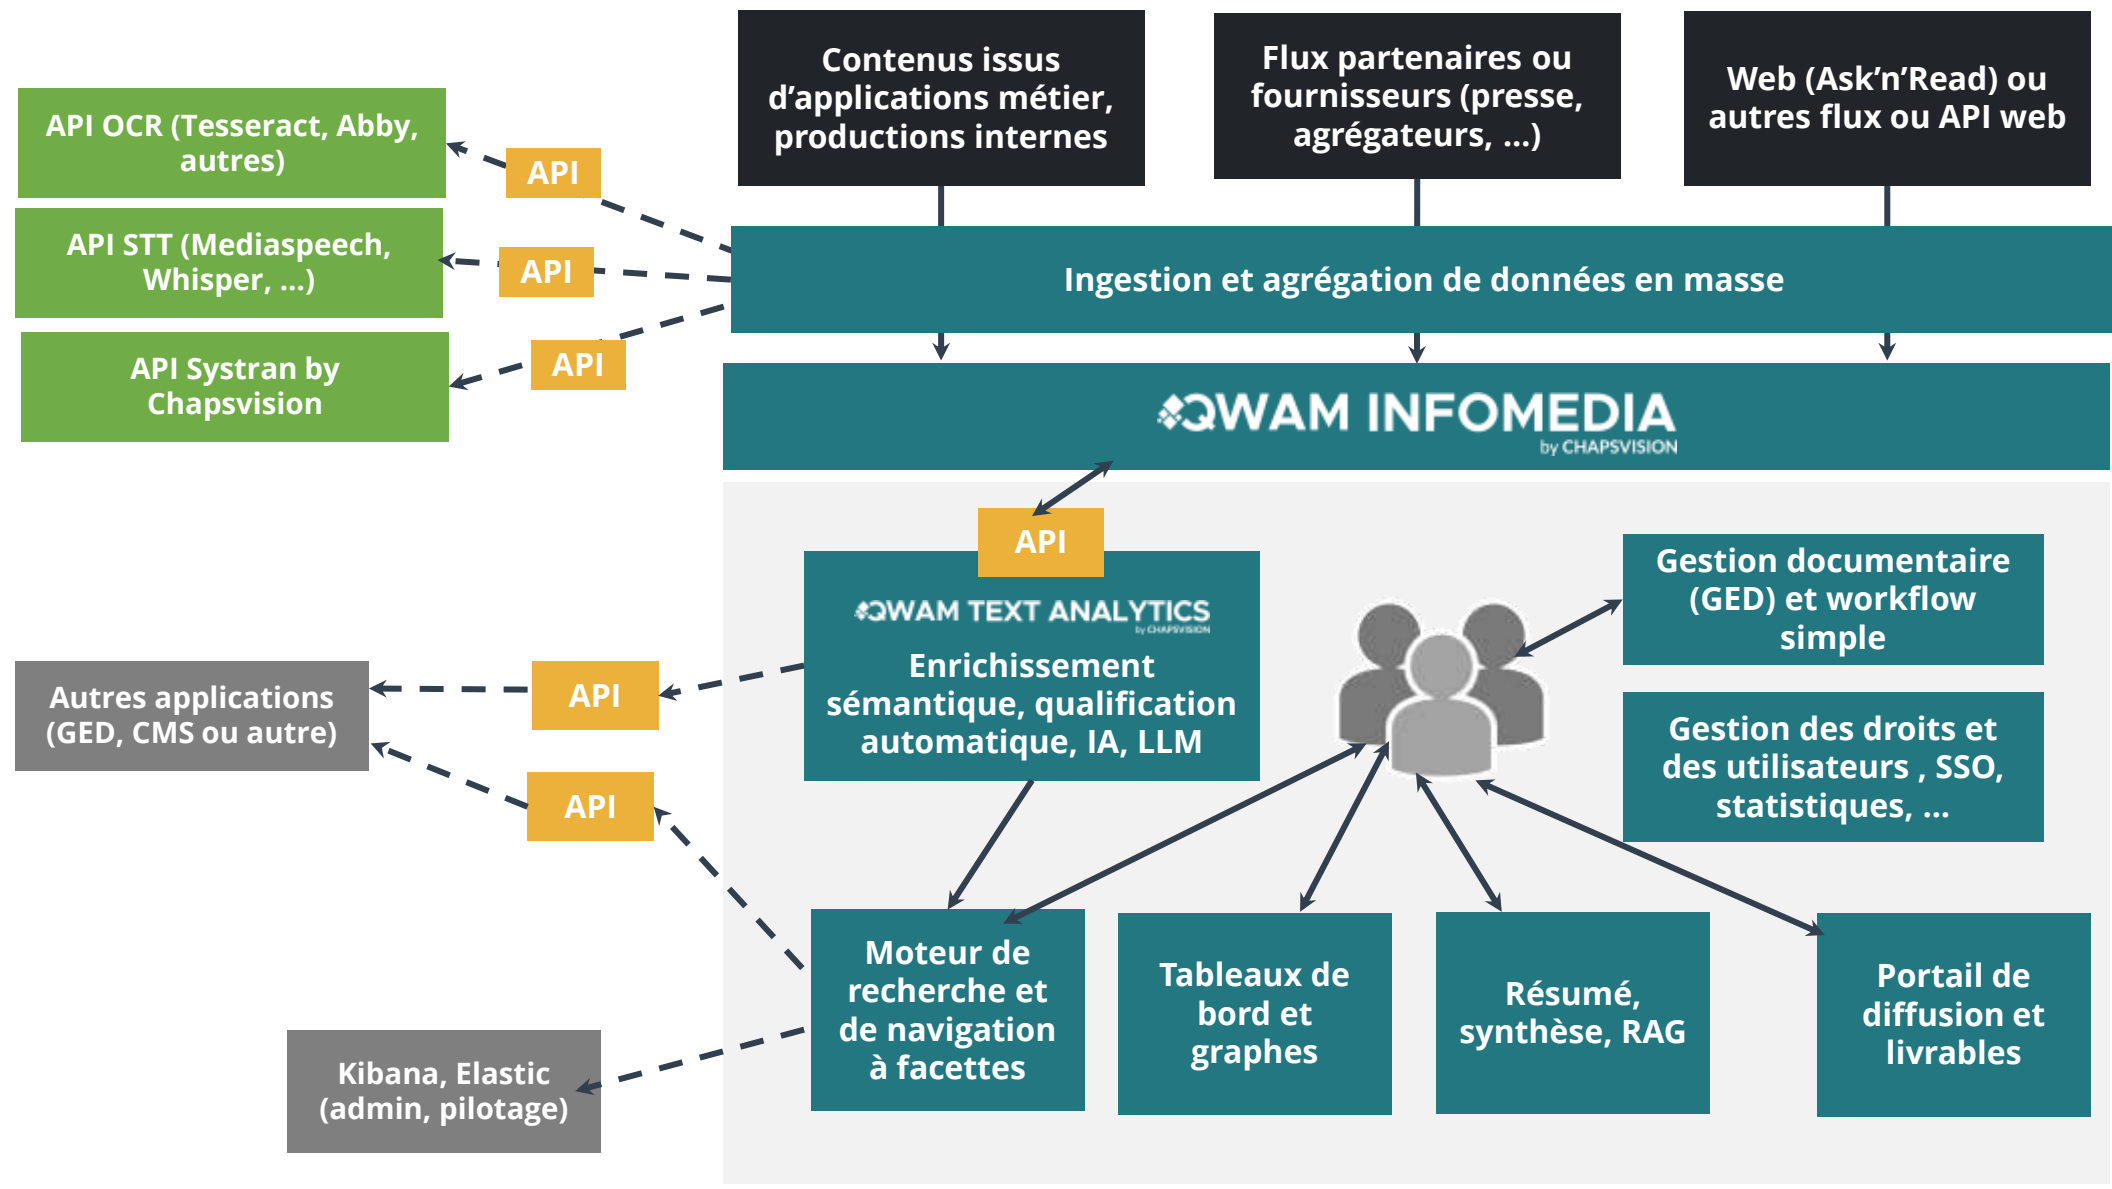 Contenus issus
d’applications métier,
productions internes
Flux partenaires ou
fournisseurs (presse,
agrégateurs, ...)
Web (Ask’n’Read) ou
autres flux ou API web
API OCR (Tesseract, Abby,
autres)
API
API STT (Mediaspeech,
Whisper, ...)
API
API Systran by
Chapsvision
API
Ingestion et agrégation de données en masse
QWAM INFOMEDIA
by CHAPSVISION
API
QWAM TEXT ANALYTICS
by CHAPSVISION
Enrichissement
sémantique, qualification
automatique, IA, LLM
Gestion documentaire
(GED) et workflow
simple
Gestion des droits et
des utilisateurs , SSO,
statistiques, ...
Autres applications
(GED, CMS ou autre)
API
API
Moteur de
recherche et
de navigation
à facettes
Tableaux de
bord et
graphes
Résumé,
synthèse, RAG
Portail de
diffusion et
livrables
Kibana, Elastic
(admin, pilotage)